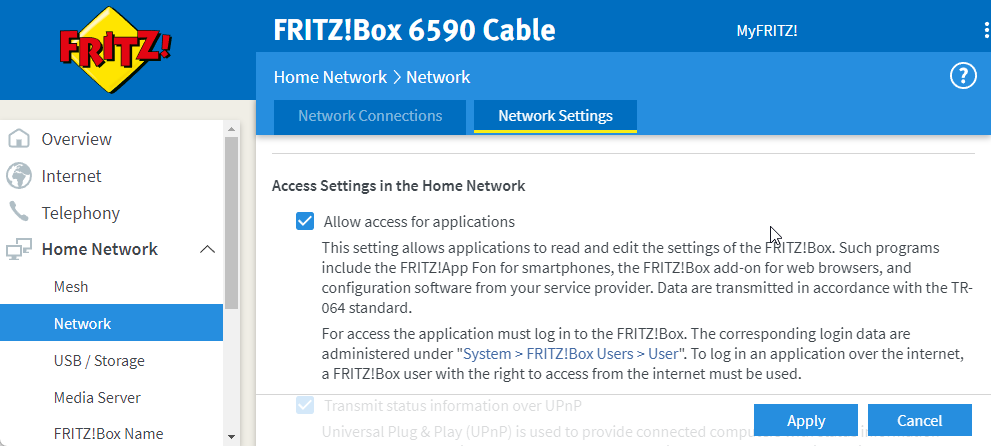 FRITZ!
FRITZ!Box 6590 Cable
MyFRITZ!
Home Network > Network
?
Network Connections
Network Settings
Overview
Internet
Telephony
Home Network
Mesh
Network
USB / Storage
Media Server
FRITZ!Box Name
Access Settings in the Home Network
Allow access for applications
This setting allows applications to read and edit the settings of the FRITZ!Box. Such programs
include the FRITZ!App Fon for smartphones, the FRITZ!Box add-on for web browsers, and
configuration software from your service provider. Data are transmitted in accordance with the TR-
064 standard.
For access the application must log in to the FRITZ!Box. The corresponding login data are
administered under "System > FRITZ!Box Users > User". To log in an application over the internet,
a FRITZ!Box user with the right to access from the internet must be used.
Transmit status information over UPnP
Universal Plug & Play (UPnP) is used to provide connected
Apply
Cancel